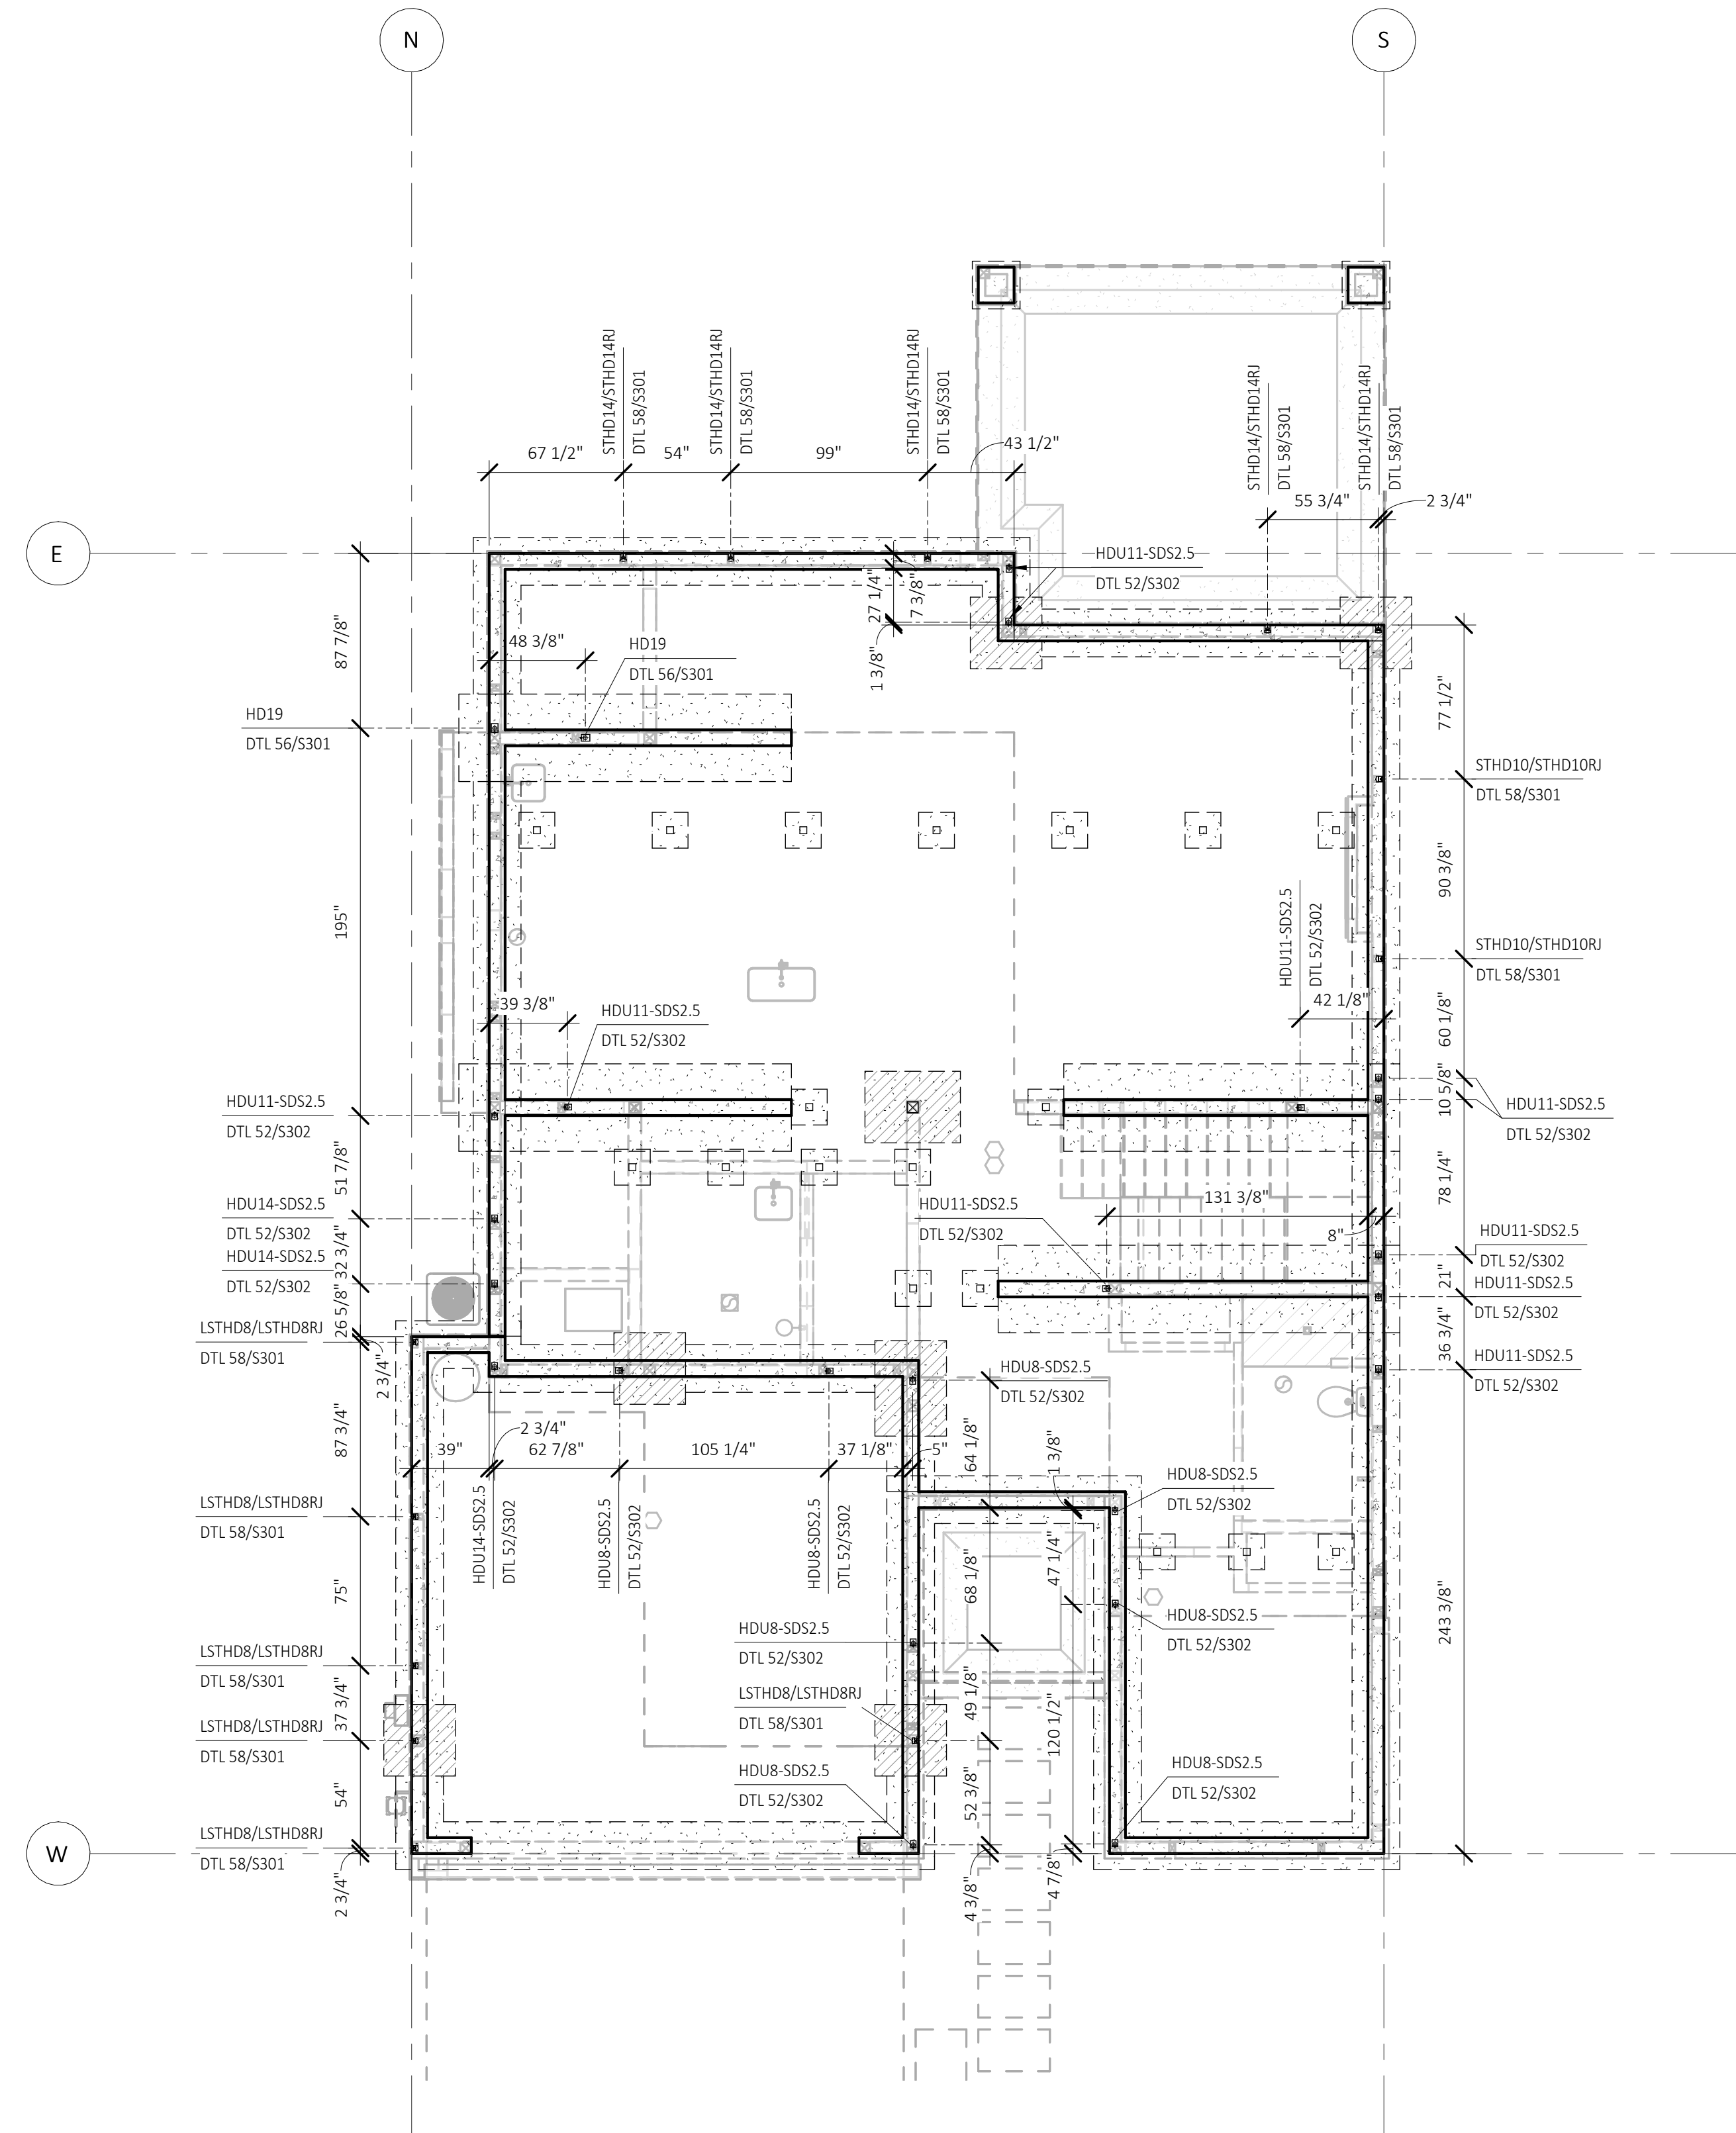 N
S
STHD14/STHD14RJ
DTL 58/S301
STHD14/STHD14RJ
DTL 58/S301
STHD14/STHD14RJ
DTL 58/S301
STHD14/STHD14RJ
DTL 58/S301
STHD14/STHD14RJ
DTL 58/S301
67 1/2"
54"
99"
43 1/2"
55 3/4"
2 3/4"
E
HDU11-SDS2.5
DTL 52/S302
27 1/4"
7 3/8"
1 3/8"
87 7/8"
48 3/8"
HD19
DTL 56/S301
HD19
DTL 56/S301
77 1/2"
STHD10/STHD10RJ
DTL 58/S301
90 3/8"
195"
HDU11-SDS2.5
DTL 52/S302
STHD10/STHD10RJ
DTL 58/S301
39 3/8"
HDU11-SDS2.5
DTL 52/S302
42 1/8"
60 1/8"
10 5/8"
HDU11-SDS2.5
DTL 52/S302
HDU11-SDS2.5
DTL 52/S302
51 7/8"
78 1/4"
HDU14-SDS2.5
DTL 52/S302
HDU11-SDS2.5
DTL 52/S302
131 3/8"
8"
HDU11-SDS2.5
DTL 52/S302
32 3/4"
HDU14-SDS2.5
DTL 52/S302
21"
HDU11-SDS2.5
DTL 52/S302
26 5/8"
LSTHD8/LSTHD8RJ
DTL 58/S301
2 3/4"
36 3/4"
HDU11-SDS2.5
DTL 52/S302
HDU8-SDS2.5
DTL 52/S302
87 3/4"
39"
2 3/4"
62 7/8"
105 1/4"
37 1/8"
5"
64 1/8"
1 3/8"
HDU8-SDS2.5
DTL 52/S302
LSTHD8/LSTHD8RJ
DTL 58/S301
HDU14-SDS2.5
DTL 52/S302
HDU8-SDS2.5
DTL 52/S302
HDU8-SDS2.5
DTL 52/S302
75"
68 1/8"
47 1/4"
HDU8-SDS2.5
DTL 52/S302
243 3/8"
HDU8-SDS2.5
DTL 52/S302
LSTHD8/LSTHD8RJ
DTL 58/S301
37 3/4"
LSTHD8/LSTHD8RJ
DTL 58/S301
49 1/8"
120 1/2"
LSTHD8/LSTHD8RJ
DTL 58/S301
HDU8-SDS2.5
DTL 52/S302
HDU8-SDS2.5
DTL 52/S302
54"
52 3/8"
LSTHD8/LSTHD8RJ
DTL 58/S301
W
2 3/4"
4 3/8"
4 7/8"